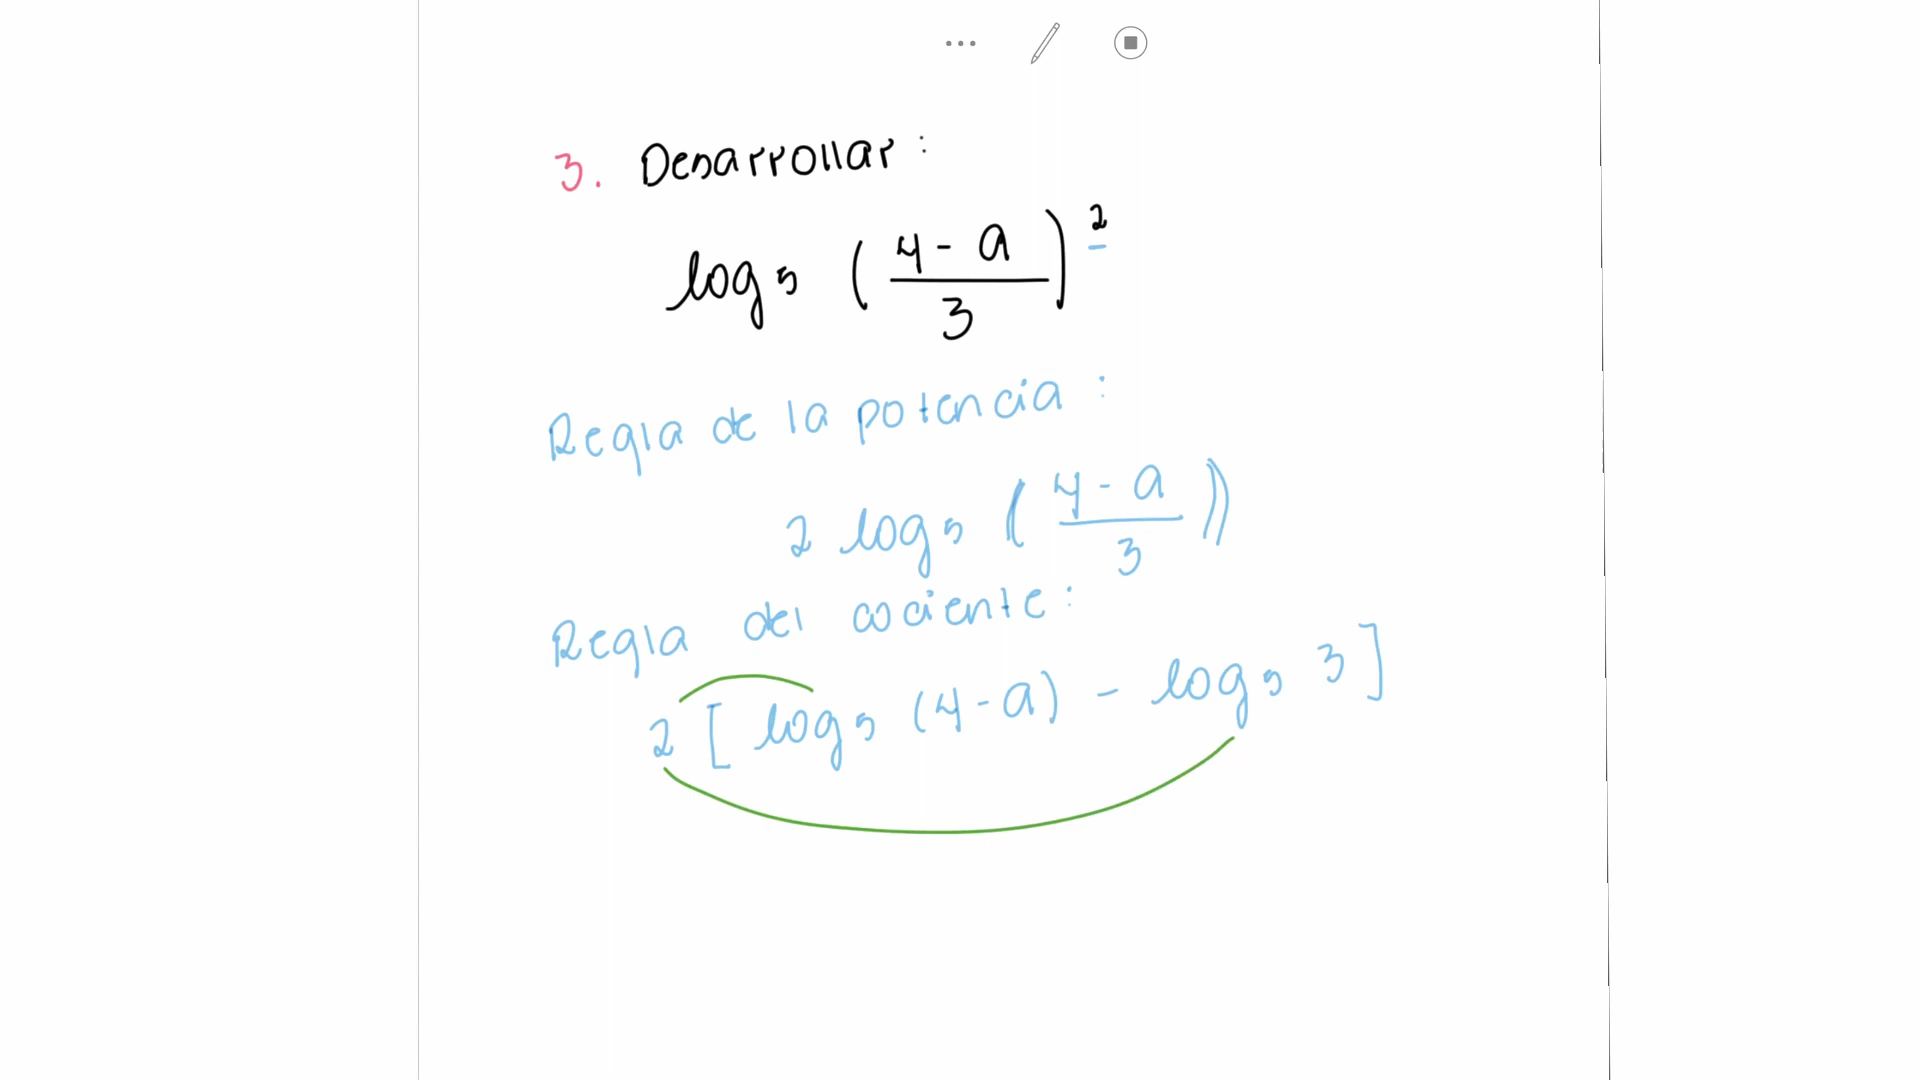 3. Desarrollar:
log₅ ((4 - a)/3)²
Regla de la potencia:
2 log₅ ((4 - a)/3)
Regla del cociente:
2 [log₅ (4-a) - log₅ 3]